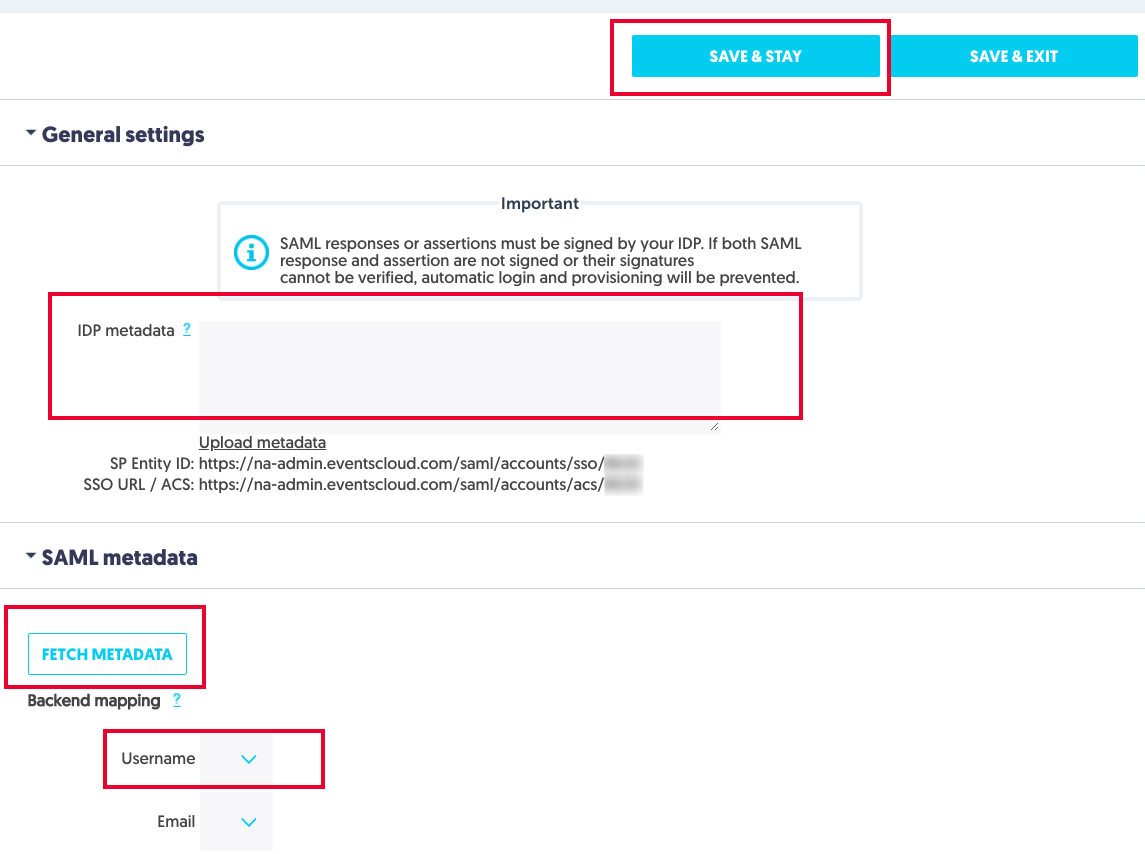 SAVE & STAY
SAVE & EXIT
General settings
Important
SAML responses or assertions must be signed by your IDP. If both SAML
response and assertion are not signed or their signatures
cannot be verified, automatic login and provisioning will be prevented.
IDP metadata ?
Upload metadata
SP Entity ID: https://na-admin.eventscloud.com/saml/accounts/sso/
SSO URL / ACS: https://na-admin.eventscloud.com/saml/accounts/acs/
SAML metadata
FETCH METADATA
Backend mapping ?
Username
Email